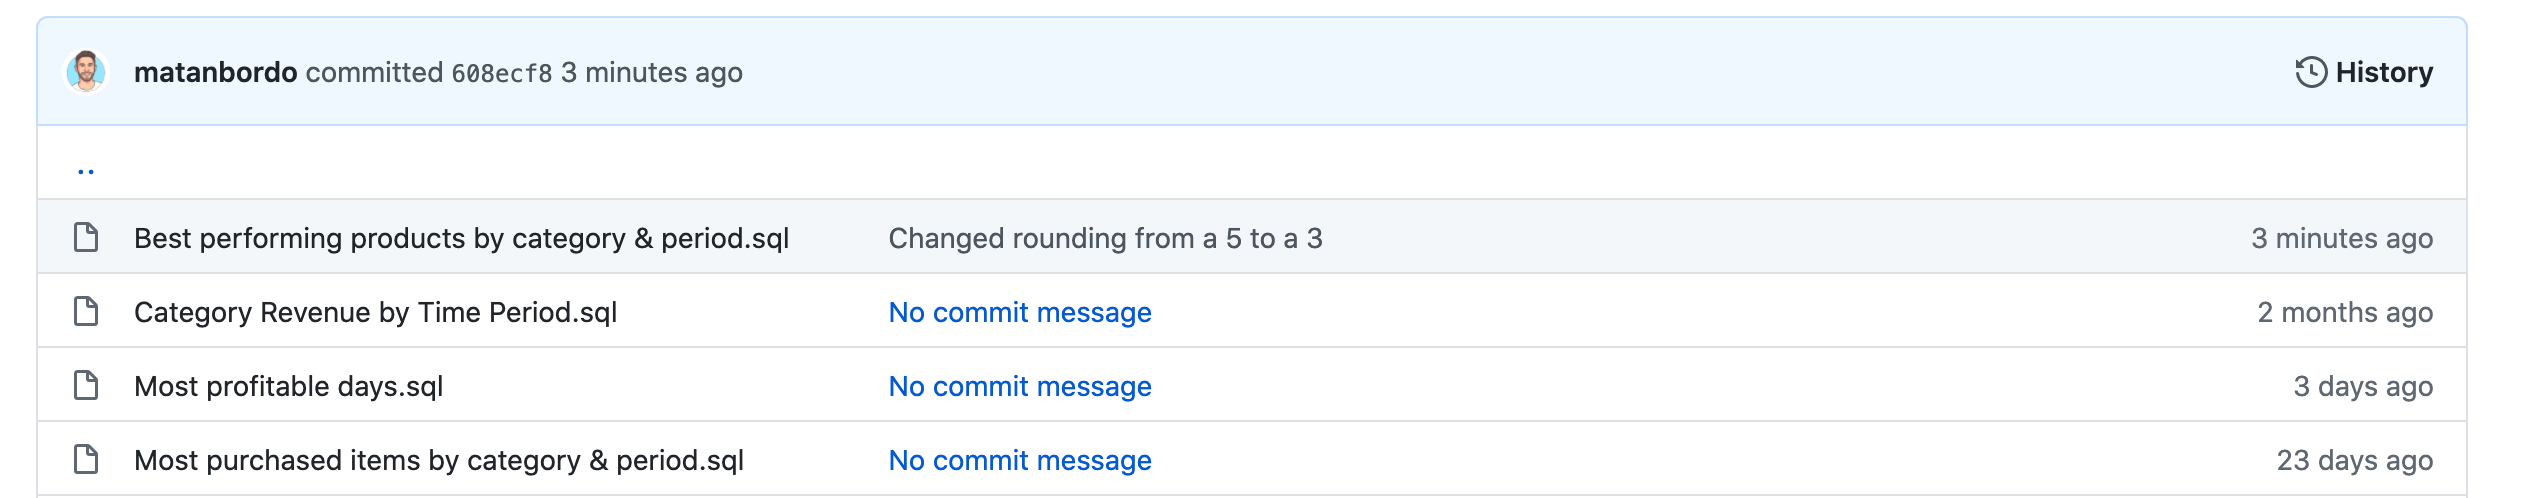 matanbordo committed 608ecf8 3 minutes ago History
..
Best performing products by category & period.sql Changed rounding from a 5 to a 3 3 minutes ago
Category Revenue by Time Period.sql No commit message 2 months ago
Most profitable days.sql No commit message 3 days ago
Most purchased items by category & period.sql No commit message 23 days ago